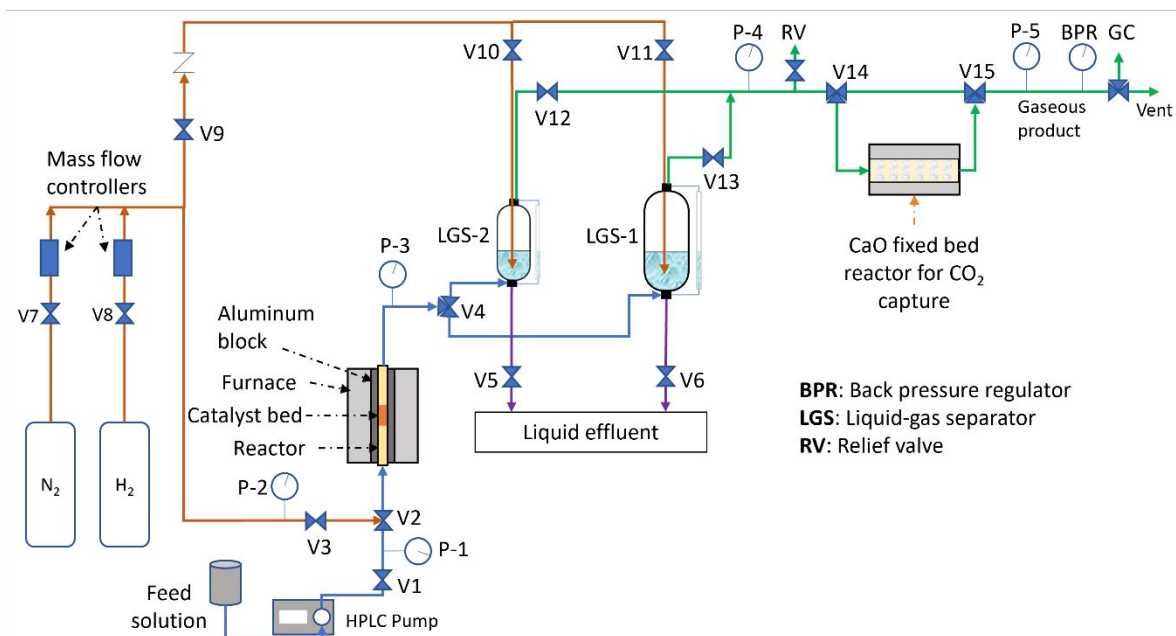 P-4
RV
P-5
BPR
GC
V10
V11
V14
V15
V12
Gaseous
product
Vent
V9
V13
Mass flow
controllers
LGS-2
LGS-1
P-3
CaO fixed bed
reactor for CO₂
capture
V7
V8
V4
Aluminum
block
Furnace
Catalyst bed
Reactor
V5
V6
BPR: Back pressure regulator
LGS: Liquid-gas separator
RV: Relief valve
Liquid effluent
N₂
H₂
P-2
V2
V3
P-1
V1
Feed
solution
HPLC Pump